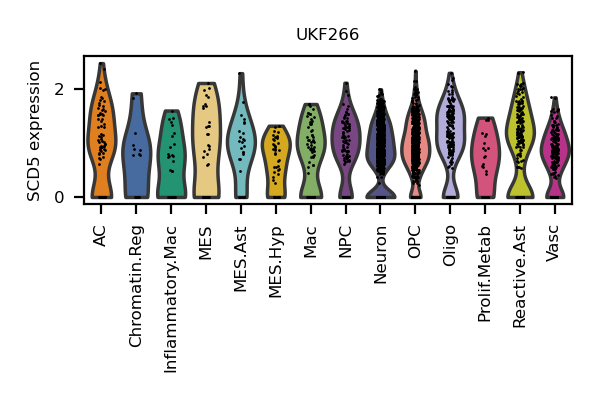 UKF266
SCD5 expression
2
0
AC
Chromatin.Reg
Inflammatory.Mac
MES
MES.Ast
MES.Hyp
Mac
NPC
Neuron
OPC
Oligo
Prolif.Metab
Reactive.Ast
Vasc